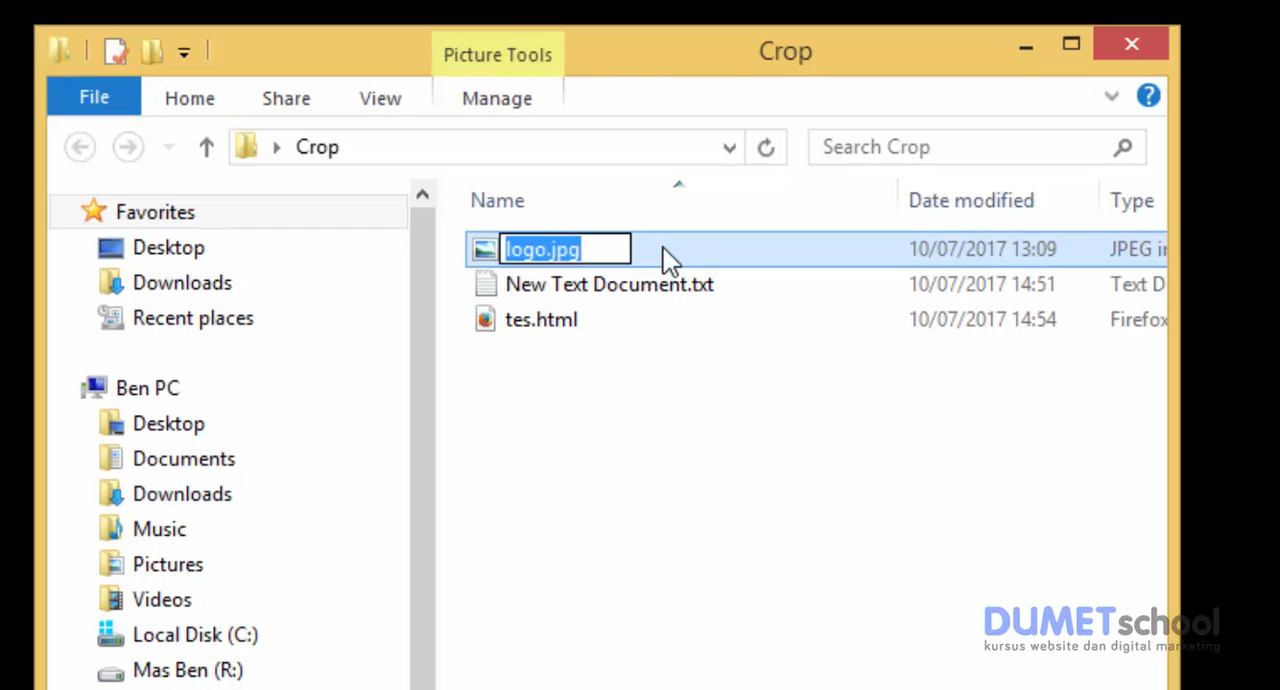 Picture Tools
Crop
File
Home
Share
View
Manage
Crop
Search Crop
Name
Date modified
Type
logo.jpg
10/07/2017 13:09
JPEG
New Text Document.txt
10/07/2017 14:51
Text D
tes.html
10/07/2017 14:54
Firefox
Favorites
Desktop
Downloads
Recent places
Ben PC
Desktop
Documents
Downloads
Music
Pictures
Videos
Local Disk (C:)
Mas Ben (R:)
DUMETschool
kursus website dan digital marketing